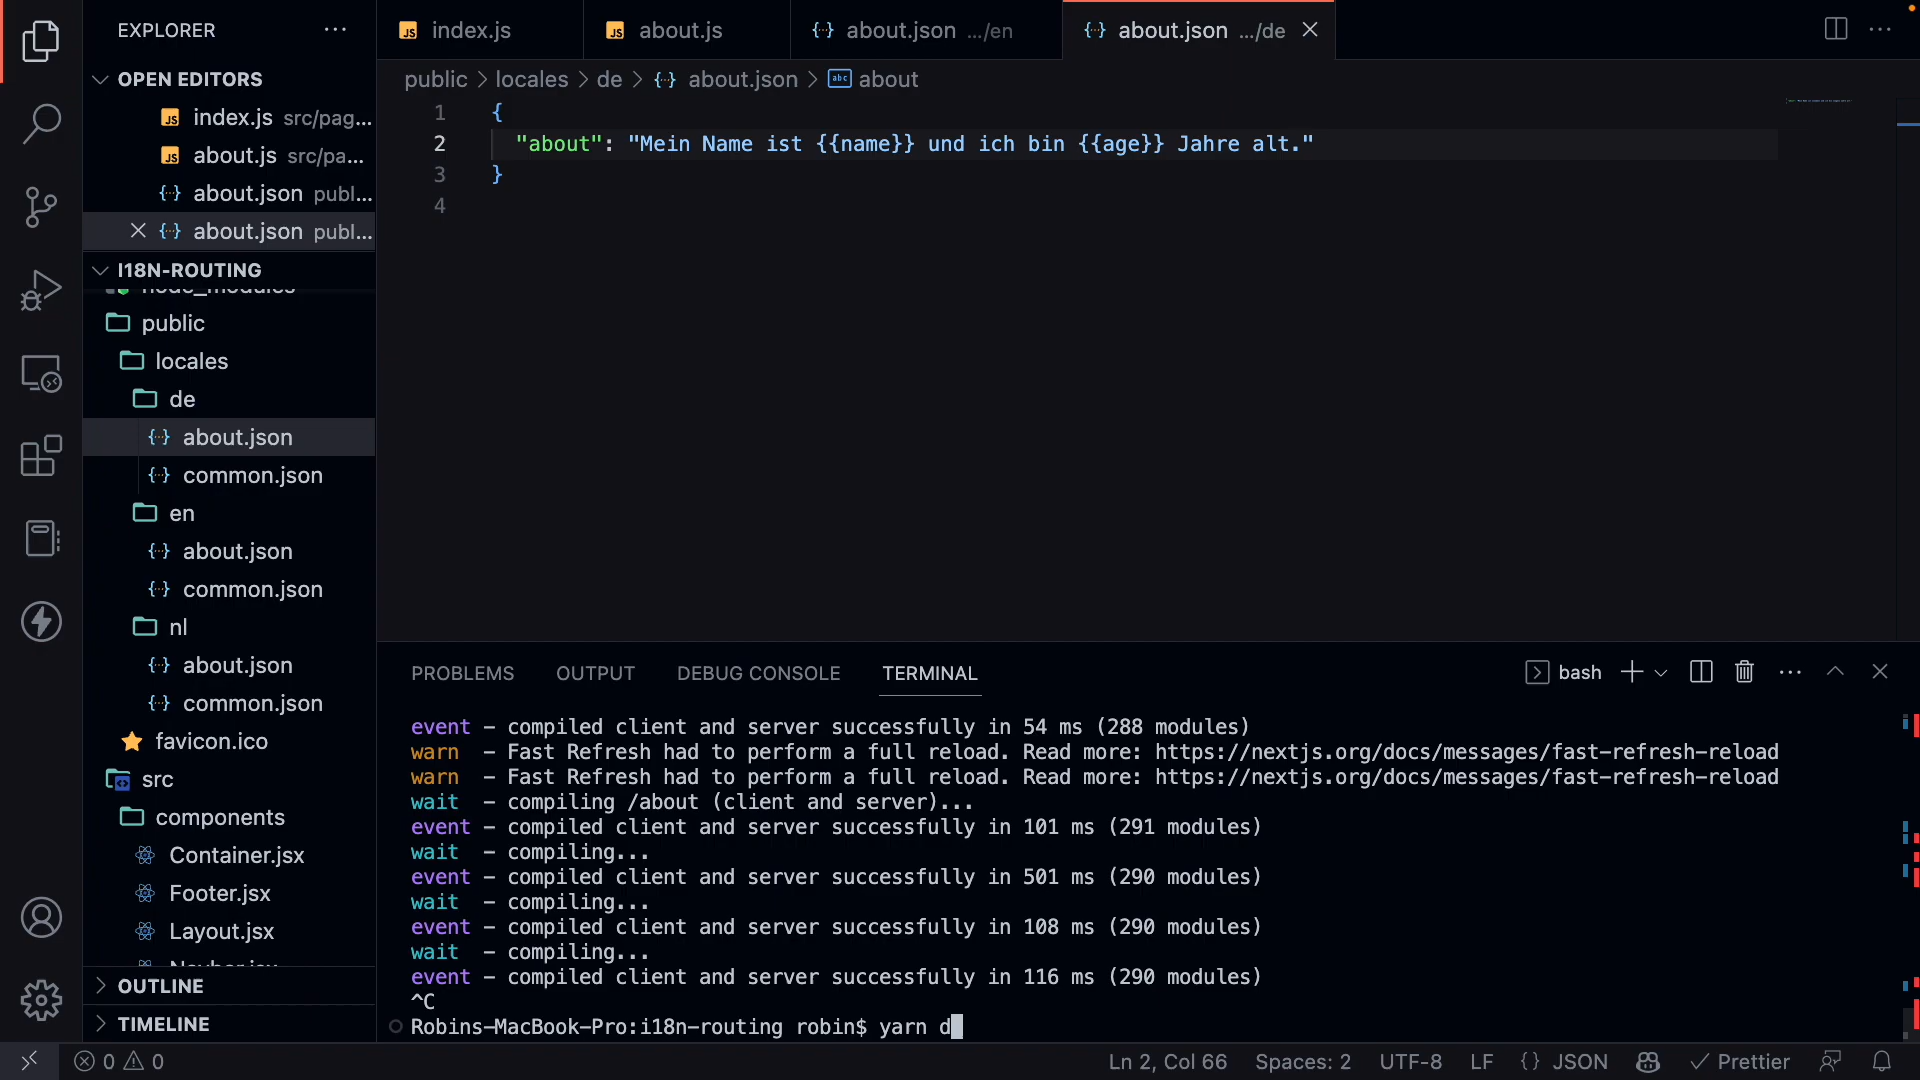 EXPLORER
index.js
about.js
about.json .../en
about.json .../de
OPEN EDITORS
index.js src/pag...
about.js src/pa...
about.json publ...
about.json publ...
I18N-ROUTING
node_modules
public
locales
de
about.json
common.json
en
about.json
common.json
nl
about.json
common.json
favicon.ico
src
components
Container.jsx
Footer.jsx
Layout.jsx
Navbar.jsx
OUTLINE
TIMELINE
public > locales > de > {··} about.json > abc about
1 {
2 "about": "Mein Name ist {{name}} und ich bin {{age}} Jahre alt."
3 }
4
PROBLEMS OUTPUT DEBUG CONSOLE TERMINAL bash
event - compiled client and server successfully in 54 ms (288 modules)
warn - Fast Refresh had to perform a full reload. Read more: https://nextjs.org/docs/messages/fast-refresh-reload
warn - Fast Refresh had to perform a full reload. Read more: https://nextjs.org/docs/messages/fast-refresh-reload
wait - compiling /about (client and server)...
event - compiled client and server successfully in 101 ms (291 modules)
wait - compiling...
event - compiled client and server successfully in 501 ms (290 modules)
wait - compiling...
event - compiled client and server successfully in 108 ms (290 modules)
wait - compiling...
event - compiled client and server successfully in 116 ms (290 modules)
^C
Robins-MacBook-Pro:i18n-routing robin$ yarn d
0 0 Ln 2, Col 66 Spaces: 2 UTF-8 LF {} JSON Prettier